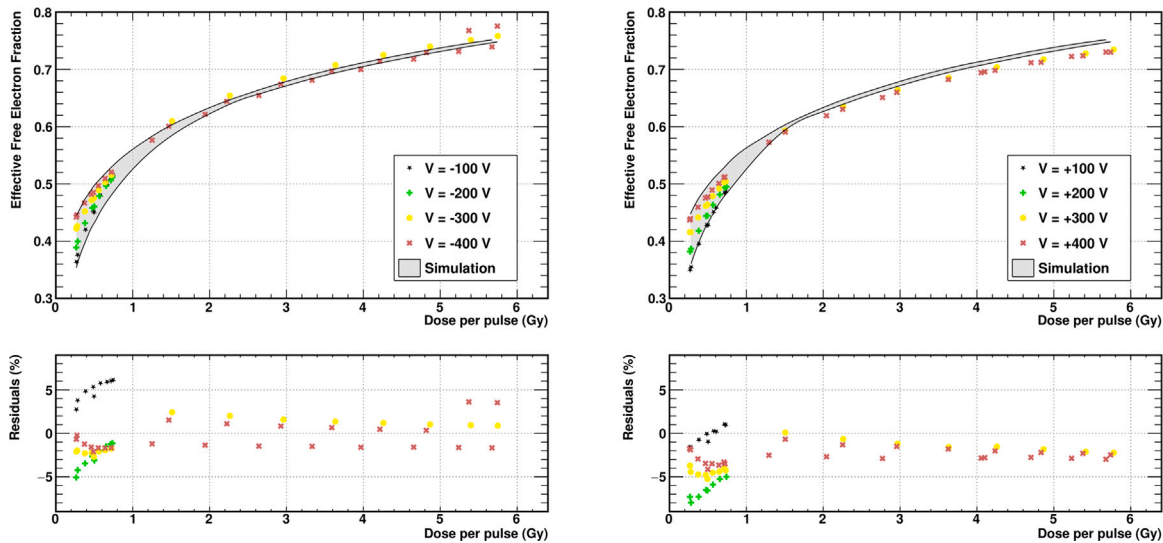 0.8
0.7
0.6
0.5
0.4
0.3
Effective Free Electron Fraction
V = -100 V
V = -200 V
V = -300 V
V = -400 V
Simulation
0 1 2 3 4 5 6
Dose per pulse (Gy)
0.8
0.7
0.6
0.5
0.4
0.3
Effective Free Electron Fraction
V = +100 V
V = +200 V
V = +300 V
V = +400 V
Simulation
0 1 2 3 4 5 6
Dose per pulse (Gy)
Residuals (%)
5
0
−5
0 1 2 3 4 5 6
Dose per pulse (Gy)
Residuals (%)
5
0
−5
0 1 2 3 4 5 6
Dose per pulse (Gy)